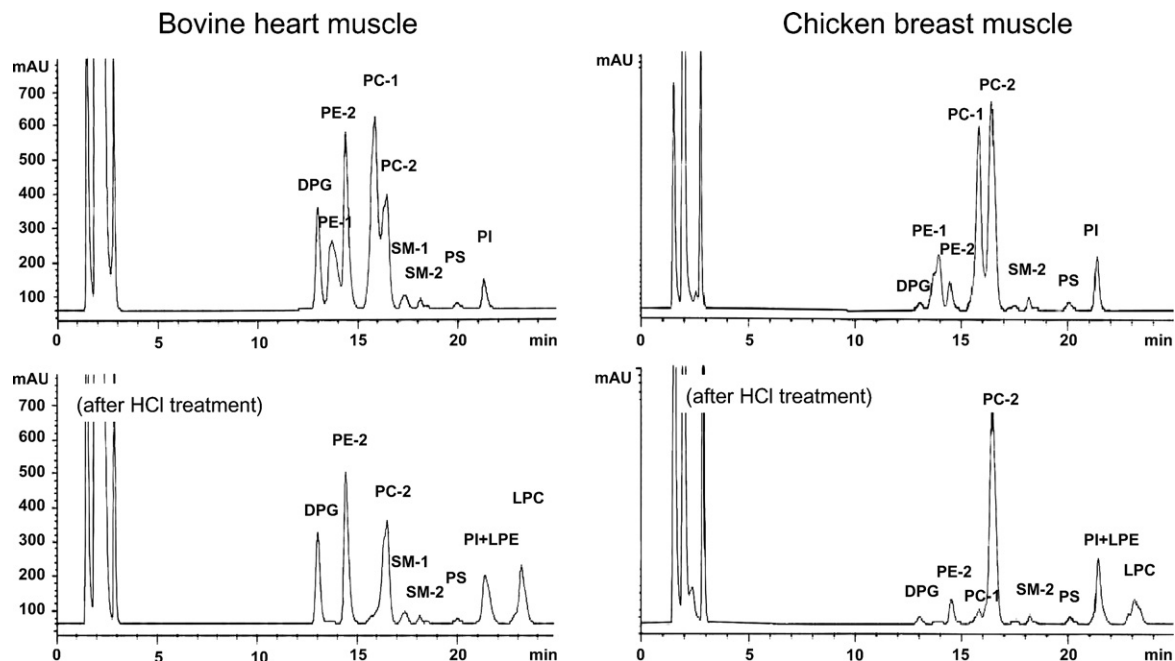 Bovine heart muscle
Chicken breast muscle
mAU
700
600
500
400
300
200
100
PC-1
PE-2
PC-2
DPG
PE-1
SM-1
SM-2
PS
PI
0
5
10
15
20
min
mAU
PC-2
PC-1
PE-1
PE-2
DPG
SM-2
PS
PI
0
5
10
15
20
min
mAU
(after HCl treatment)
700
600
500
400
300
200
100
PE-2
PC-2
LPC
DPG
PI+LPE
SM-1
SM-2
PS
0
5
10
15
20
min
mAU
(after HCl treatment)
PC-2
PI+LPE
PE-2
LPC
DPG
PC-1
SM-2
PS
0
5
10
15
20
min